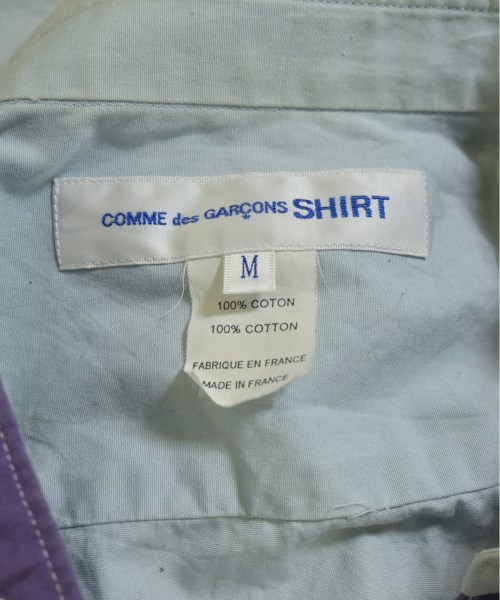 COMME des GARÇONS SHIRT
M
100% COTON
100% COTTON
FABRIQUE EN FRANCE
MADE IN FRANCE